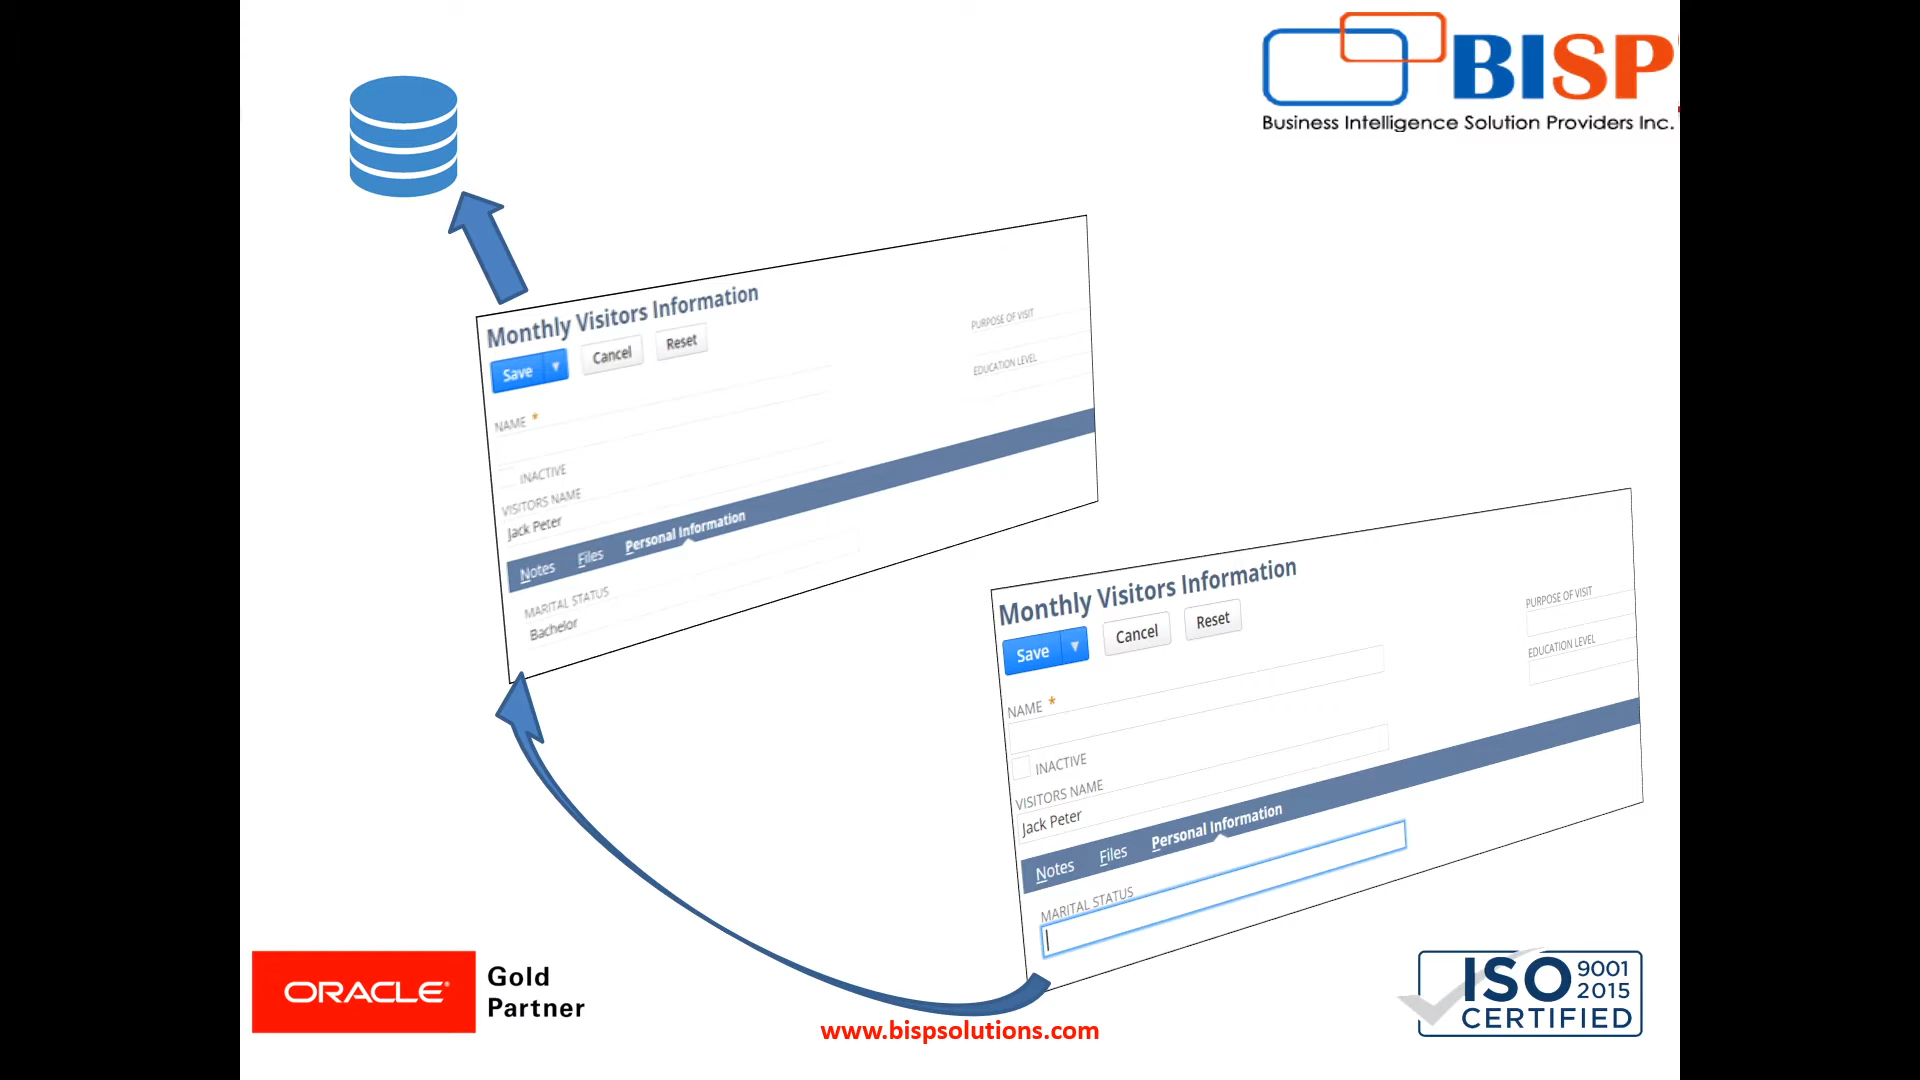 BISP
Business Intelligence Solution Providers Inc.
Monthly Visitors Information
Save
Cancel
Reset
PURPOSE OF VISIT
EDUCATION LEVEL
NAME *
INACTIVE
VISITORS NAME
Jack Peter
Notes
Files
Personal Information
MARITAL STATUS
Bachelor
Monthly Visitors Information
Save
Cancel
Reset
PURPOSE OF VISIT
EDUCATION LEVEL
NAME *
INACTIVE
VISITORS NAME
Jack Peter
Notes
Files
Personal Information
MARITAL STATUS
ORACLE®
Gold
Partner
www.bispsolutions.com
ISO 9001
2015
CERTIFIED